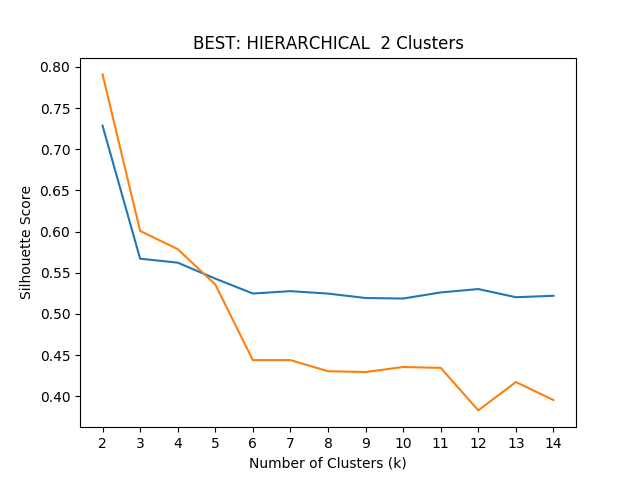 BEST: HIERARCHICAL  2 Clusters
0.80
0.75
0.70
0.65
0.60
0.55
0.50
0.45
0.40
Silhouette Score
2 3 4 5 6 7 8 9 10 11 12 13 14
Number of Clusters (k)